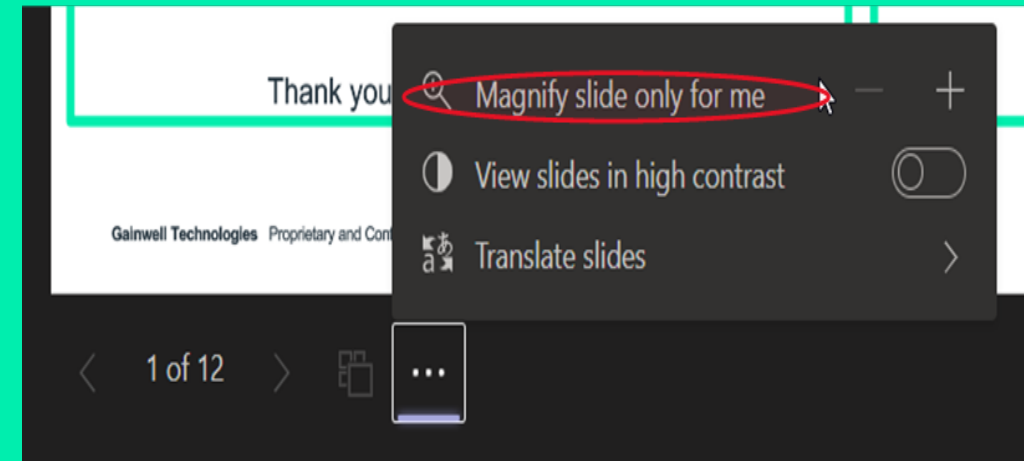 Thank you
Magnify slide only for me
View slides in high contrast
Gainwell Technologies Proprietary and Conf
Translate slides
1 of 12